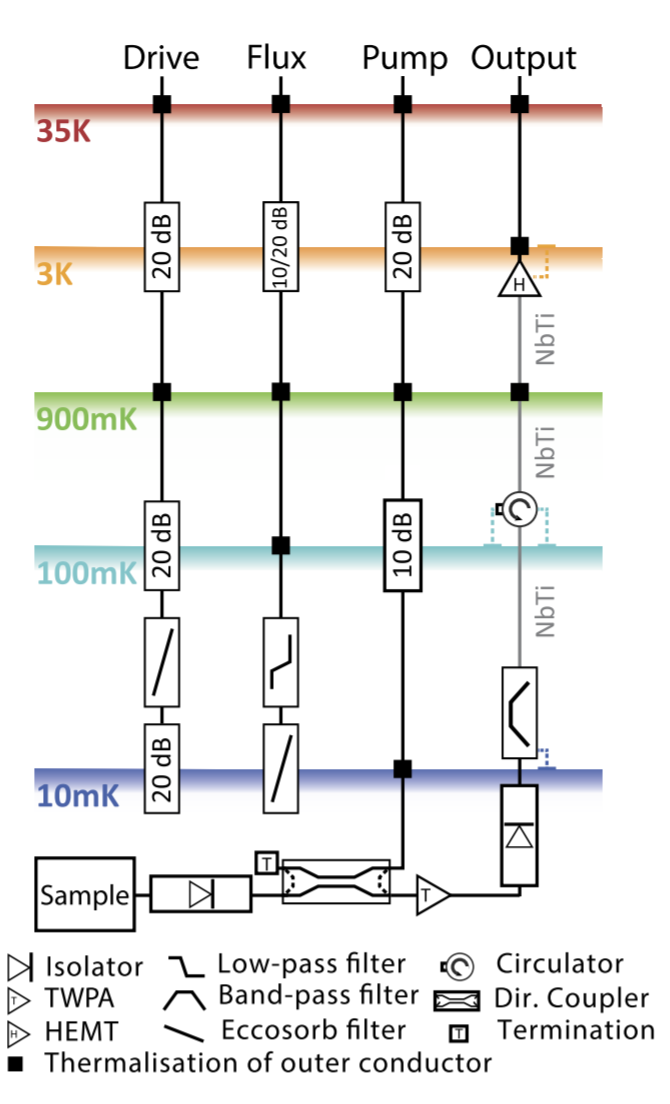 Drive Flux Pump Output
35K
20 dB 10/20 dB 20 dB
3K
H
NbTi
900mK
NbTi
20 dB 10 dB
100mK
NbTi
20 dB
10mK
T
Sample
T
Isolator Low-pass filter Circulator
T TWPA Band-pass filter Dir. Coupler
H HEMT Eccosorb filter T Termination
Thermalisation of outer conductor